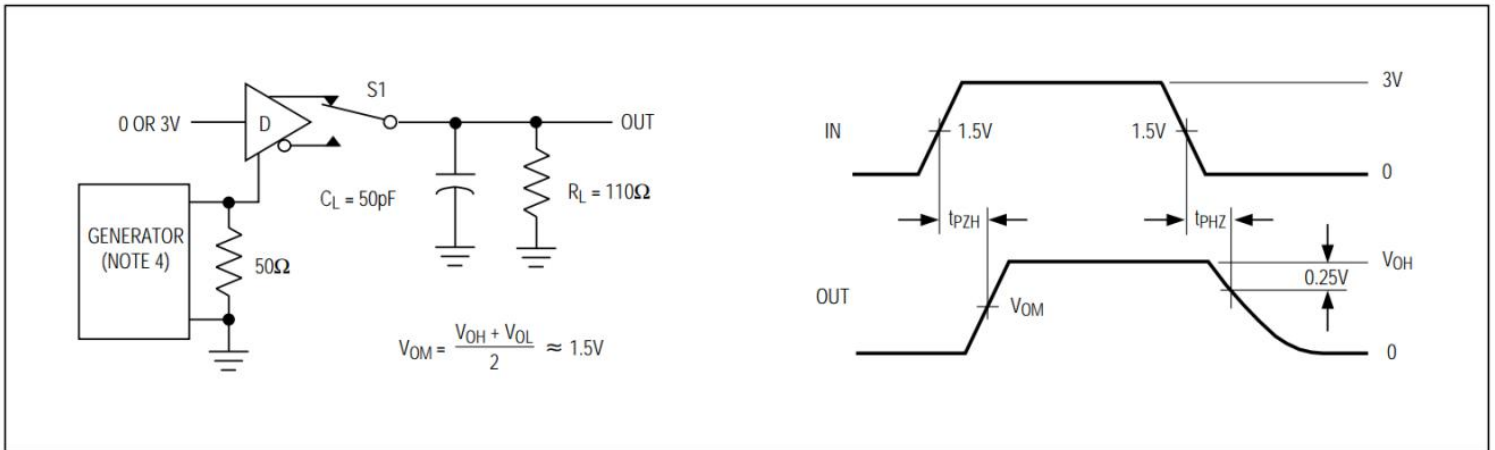 S1
0 OR 3V
D
OUT
C_L = 50pF
R_L = 110Ω
GENERATOR
(NOTE 4)
50Ω
V_OM = (V_OH + V_OL) / 2 ≈ 1.5V
3V
IN
1.5V
1.5V
0
t_PZH
t_PHZ
V_OH
0.25V
OUT
V_OM
0